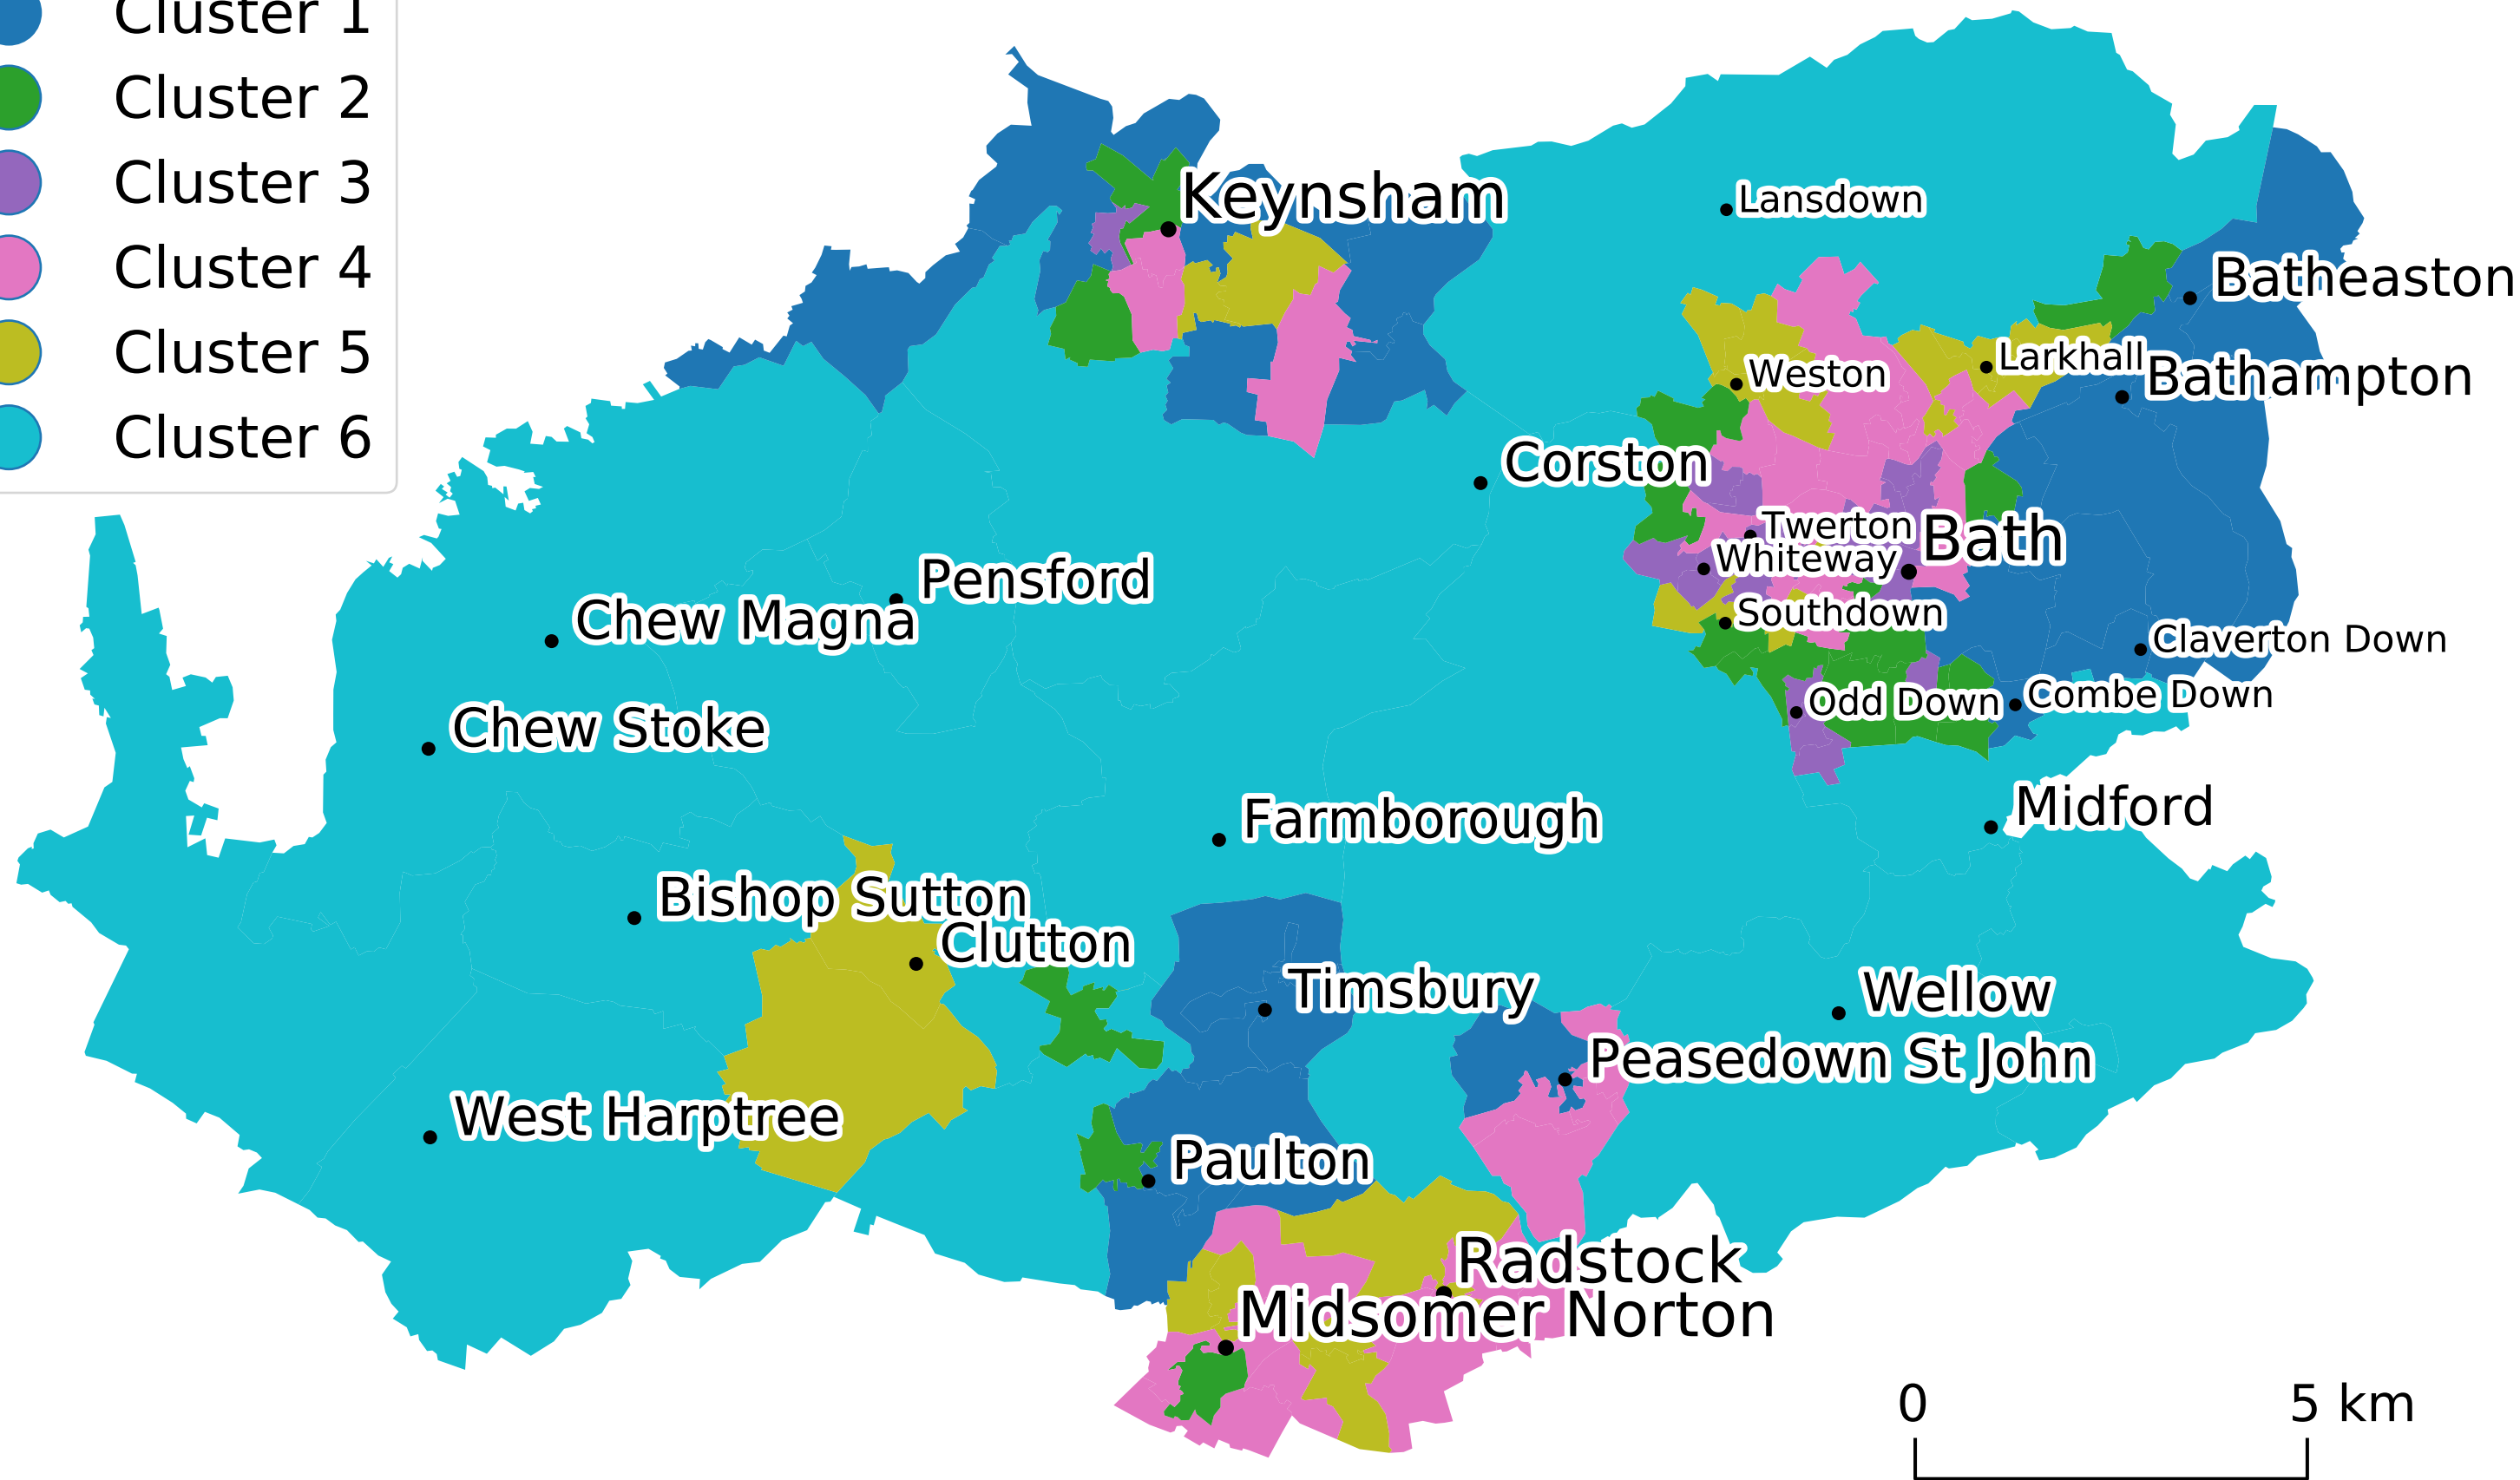 Cluster 1
Cluster 2
Cluster 3
Cluster 4
Cluster 5
Cluster 6
Keynsham
Lansdown
Batheaston
Larkhall
Weston
Bathampton
Corston
Twerton
Bath
Whiteway
Pensford
Chew Magna
Southdown
Claverton Down
Combe Down
Odd Down
Chew Stoke
Farmborough
Midford
Bishop Sutton
Clutton
Timsbury
Wellow
Peasedown St John
West Harptree
Paulton
Radstock
Midsomer Norton
0 5 km